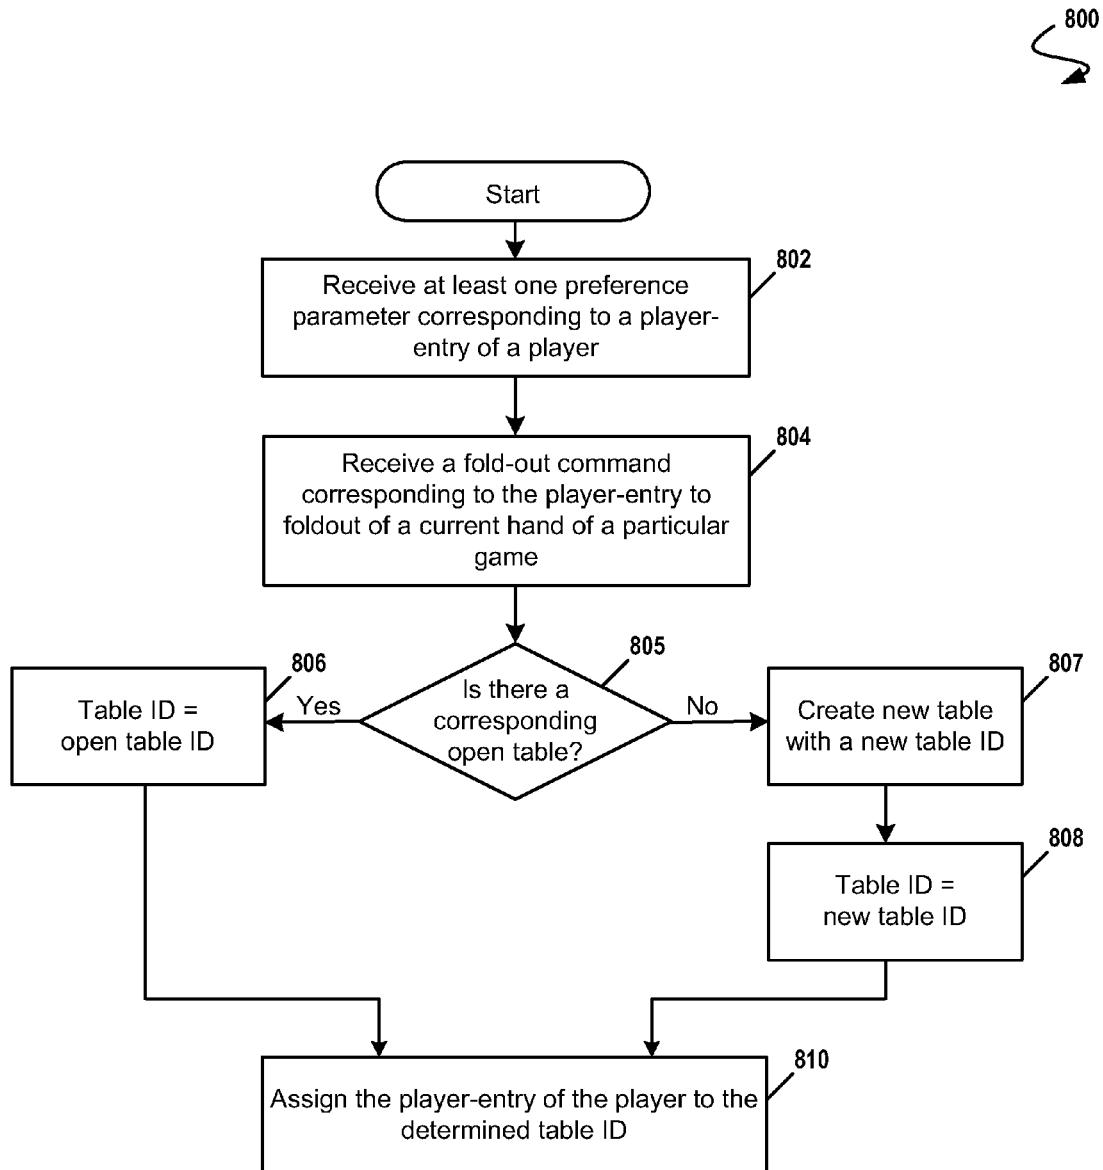 800
Start
802
Receive at least one preference
parameter corresponding to a player-
entry of a player
804
Receive a fold-out command
corresponding to the player-entry to
foldout of a current hand of a particular
game
805
Is there a
corresponding
open table?
Yes
No
806
Table ID =
open table ID
807
Create new table
with a new table ID
808
Table ID =
new table ID
810
Assign the player-entry of the player to the
determined table ID